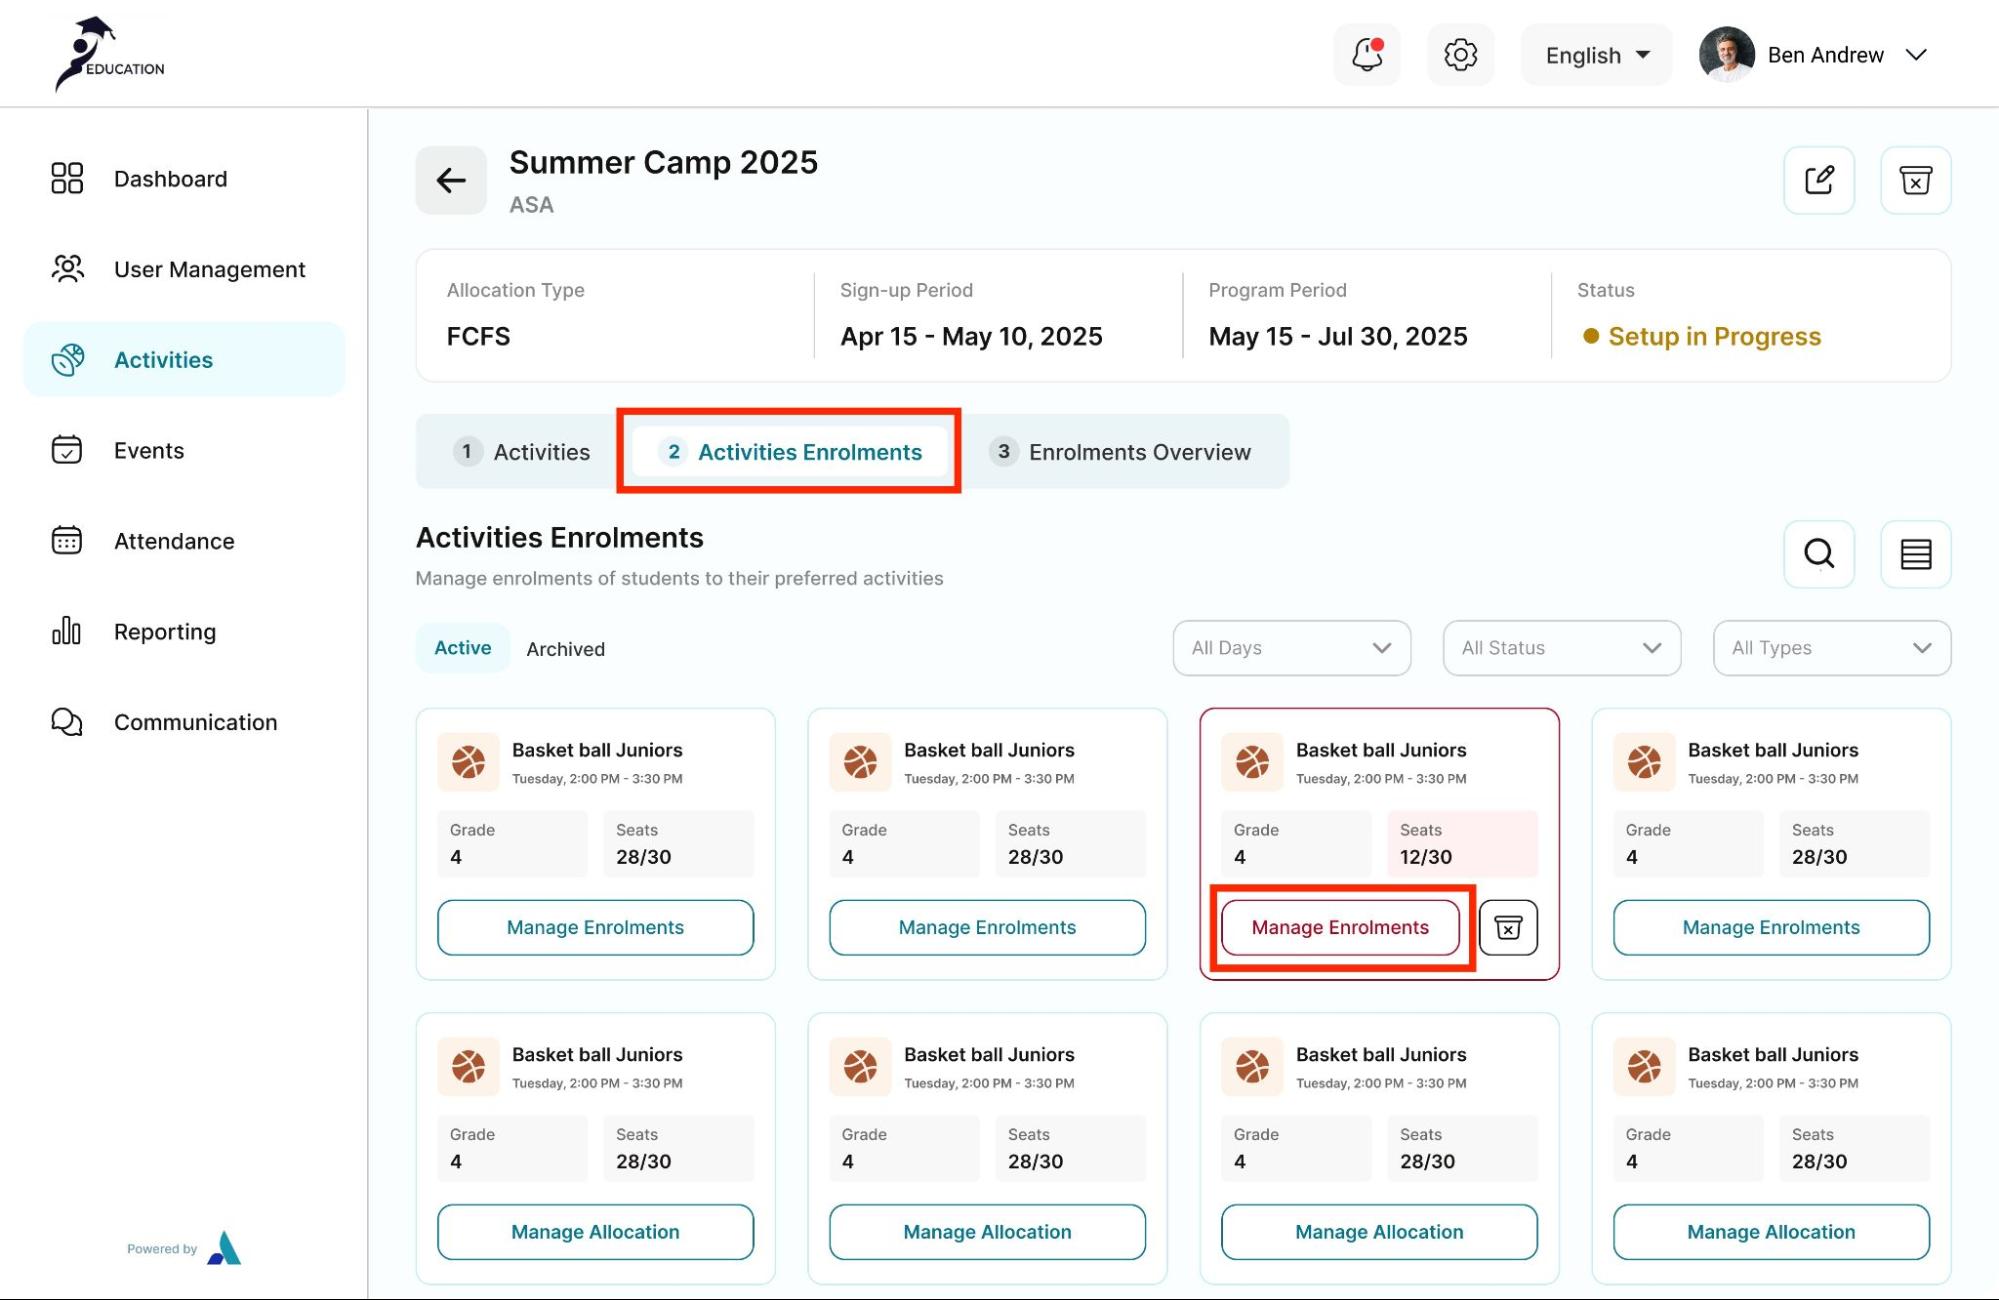 EDUCATION
English
Ben Andrew
Dashboard
User Management
Activities
Events
Attendance
Reporting
Communication
Powered by
Summer Camp 2025
ASA
Allocation Type
FCFS
Sign-up Period
Apr 15 - May 10, 2025
Program Period
May 15 - Jul 30, 2025
Status
Setup in Progress
1 Activities
2 Activities Enrolments
3 Enrolments Overview
Activities Enrolments
Manage enrolments of students to their preferred activities
Active
Archived
All Days
All Status
All Types
Basket ball Juniors
Tuesday, 2:00 PM - 3:30 PM
Grade
4
Seats
28/30
Manage Enrolments
Basket ball Juniors
Tuesday, 2:00 PM - 3:30 PM
Grade
4
Seats
28/30
Manage Enrolments
Basket ball Juniors
Tuesday, 2:00 PM - 3:30 PM
Grade
4
Seats
12/30
Manage Enrolments
Basket ball Juniors
Tuesday, 2:00 PM - 3:30 PM
Grade
4
Seats
28/30
Manage Enrolments
Basket ball Juniors
Tuesday, 2:00 PM - 3:30 PM
Grade
4
Seats
28/30
Manage Allocation
Basket ball Juniors
Tuesday, 2:00 PM - 3:30 PM
Grade
4
Seats
28/30
Manage Allocation
Basket ball Juniors
Tuesday, 2:00 PM - 3:30 PM
Grade
4
Seats
28/30
Manage Allocation
Basket ball Juniors
Tuesday, 2:00 PM - 3:30 PM
Grade
4
Seats
28/30
Manage Allocation